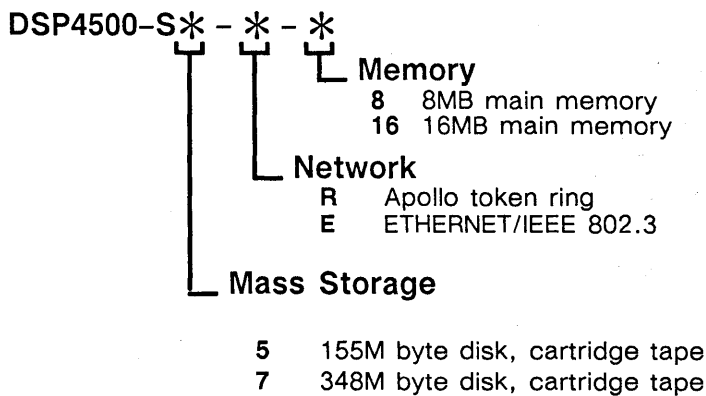 DSP4500-S* - * - *
Memory
8 8MB main memory
16 16MB main memory
Network
R Apollo token ring
E ETHERNET/IEEE 802.3
Mass Storage
5 155M byte disk, cartridge tape
7 348M byte disk, cartridge tape